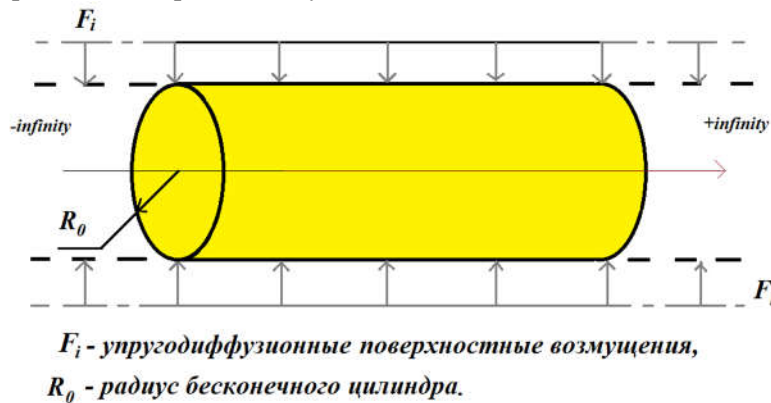 F_i
-infinity
+infinity
R_0
F_i
F_i - упругодиффузионные поверхностные возмущения,
R_0 - радиус бесконечного цилиндра.